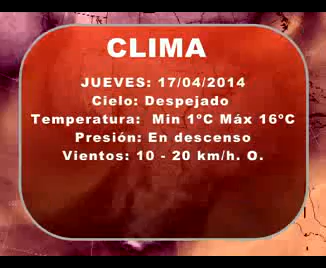 CLIMA
JUEVES: 17/04/2014
Cielo: Despejado
Temperatura: Min 1ºC Máx 16ºC
Presión: En descenso
Vientos: 10 - 20 km/h. O.